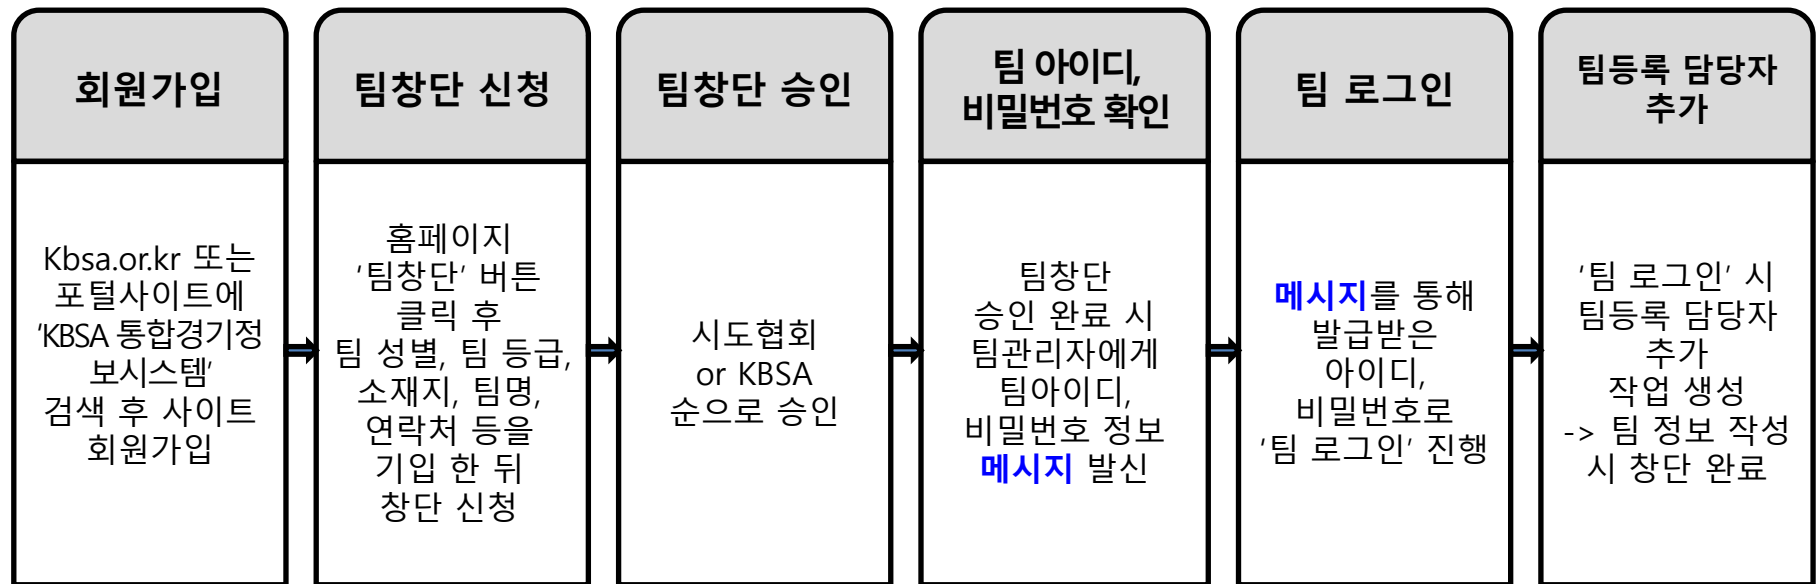 회원가입
Kbsa.or.kr 또는
포털사이트에
'KBSA 통합경기정
보시스템'
검색 후 사이트
회원가입
팀창단 신청
홈페이지
'팀창단' 버튼
클릭 후
팀 성별, 팀 등급,
소재지, 팀명,
연락처 등을
기입 한 뒤
창단 신청
팀창단 승인
시도협회
or KBSA
순으로 승인
팀 아이디,
비밀번호 확인
팀창단
승인 완료 시
팀관리자에게
팀아이디,
비밀번호 정보
메시지 발신
팀 로그인
메시지를 통해
발급받은
아이디,
비밀번호로
'팀 로그인' 진행
팀등록 담당자
추가
'팀 로그인' 시
팀등록 담당자
추가
작업 생성
-> 팀 정보 작성
시 창단 완료